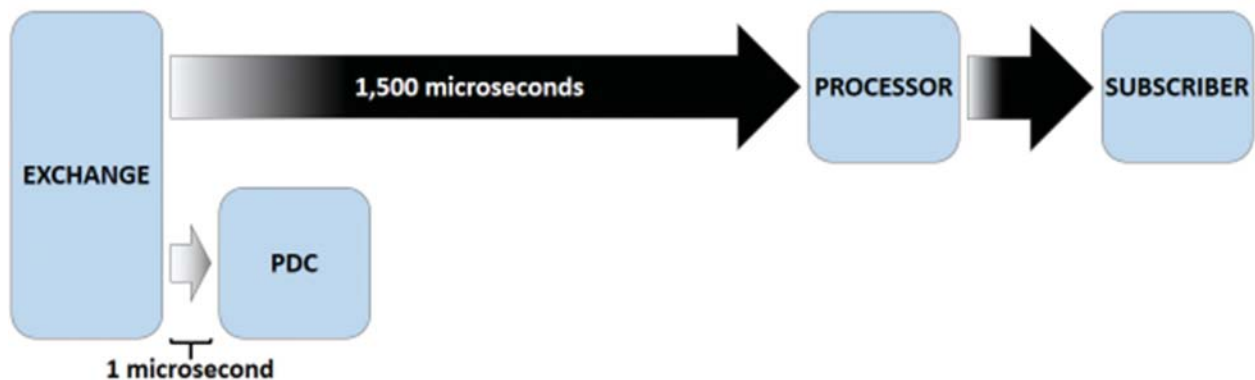 1,500 microseconds
PROCESSOR
SUBSCRIBER
EXCHANGE
PDC
1 microsecond